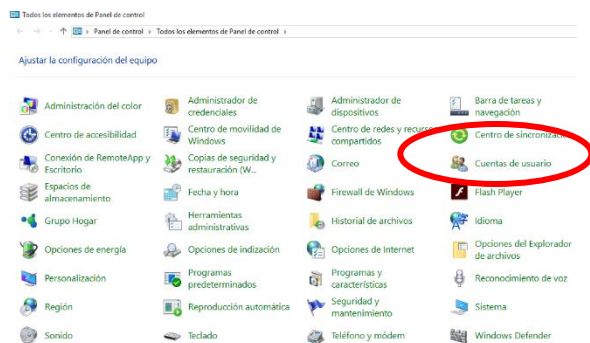 Todos los elementos de Panel de control
Panel de control › Todos los elementos de Panel de control ›
Ajustar la configuración del equipo
Administración del color
Administrador de
credenciales
Administrador de
dispositivos
Barra de tareas y
navegación
Centro de accesibilidad
Centro de movilidad de
Windows
Centro de redes y recursos
compartidos
Centro de sincronización
Conexión de RemoteApp y
Escritorio
Copias de seguridad y
restauración (W...
Correo
Cuentas de usuario
Espacios de
almacenamiento
Fecha y hora
Firewall de Windows
Flash Player
Grupo Hogar
Herramientas
administrativas
Historial de archivos
Idioma
Opciones de energía
Opciones de indización
Opciones de Internet
Opciones del Explorador
de archivos
Personalización
Programas
predeterminados
Programas y
características
Reconocimiento de voz
Región
Reproducción automática
Seguridad y
mantenimiento
Sistema
Sonido
Teclado
Teléfono y módem
Windows Defender